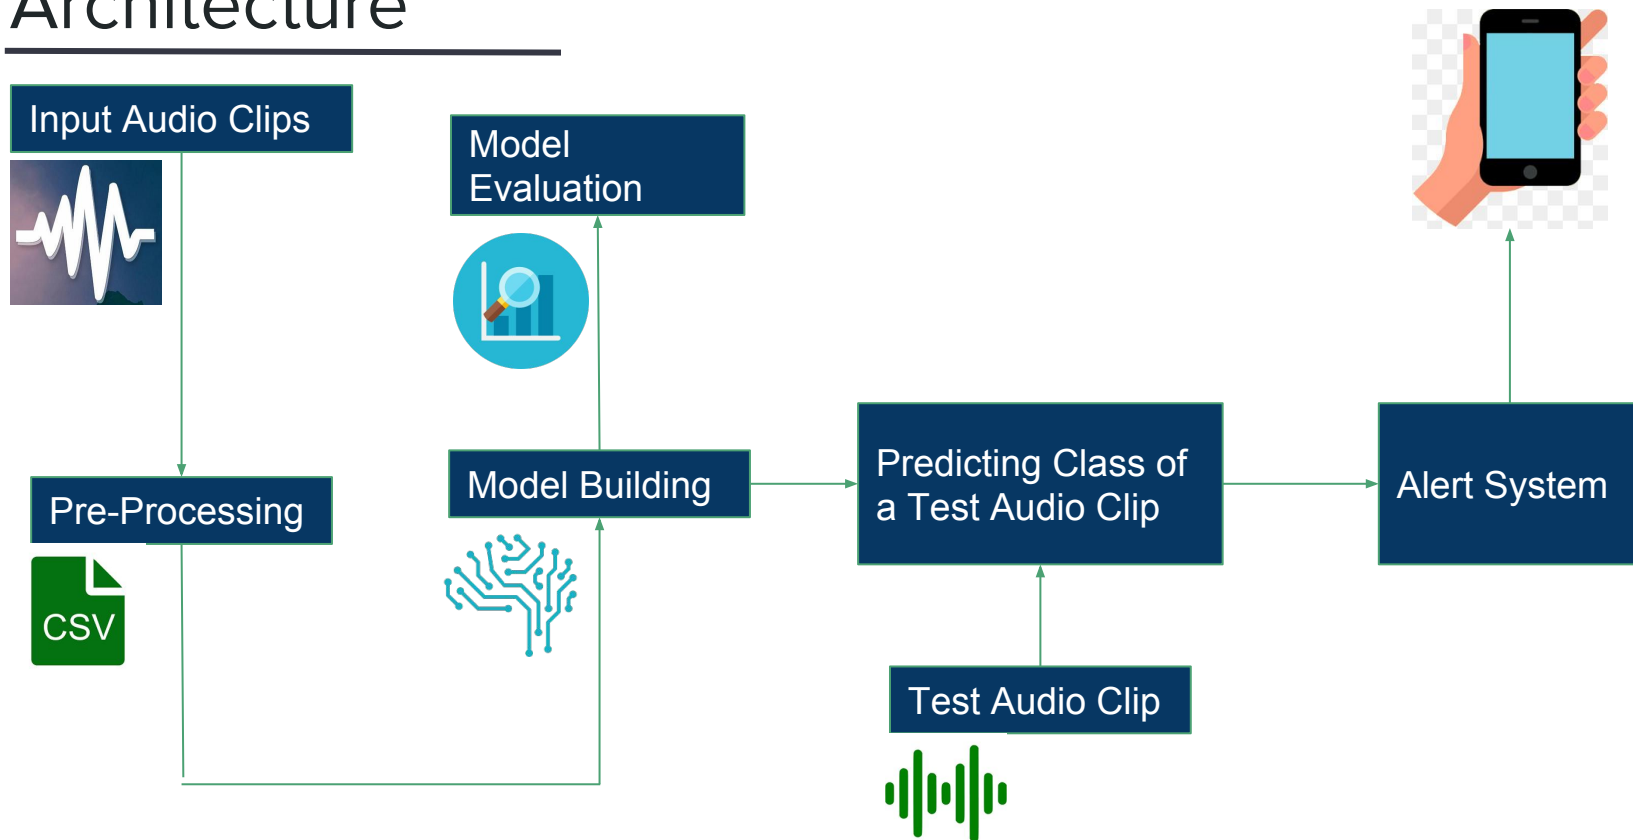 Architecture
Input Audio Clips
Model
Evaluation
Pre-Processing
CSV
Model Building
Predicting Class of
a Test Audio Clip
Alert System
Test Audio Clip